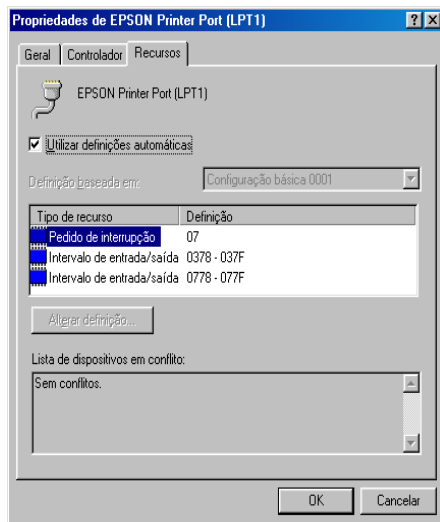 Propriedades de EPSON Printer Port (LPT1)
Geral Controlador Recursos
EPSON Printer Port (LPT1)
Utilizar definições automáticas
Definição baseada em: Configuração básica 0001
Tipo de recurso Definição
Pedido de interrupção 07
Intervalo de entrada/saída 0378 - 037F
Intervalo de entrada/saída 0778 - 077F
Alterar definição...
Lista de dispositivos em conflito:
Sem conflitos.
OK Cancelar